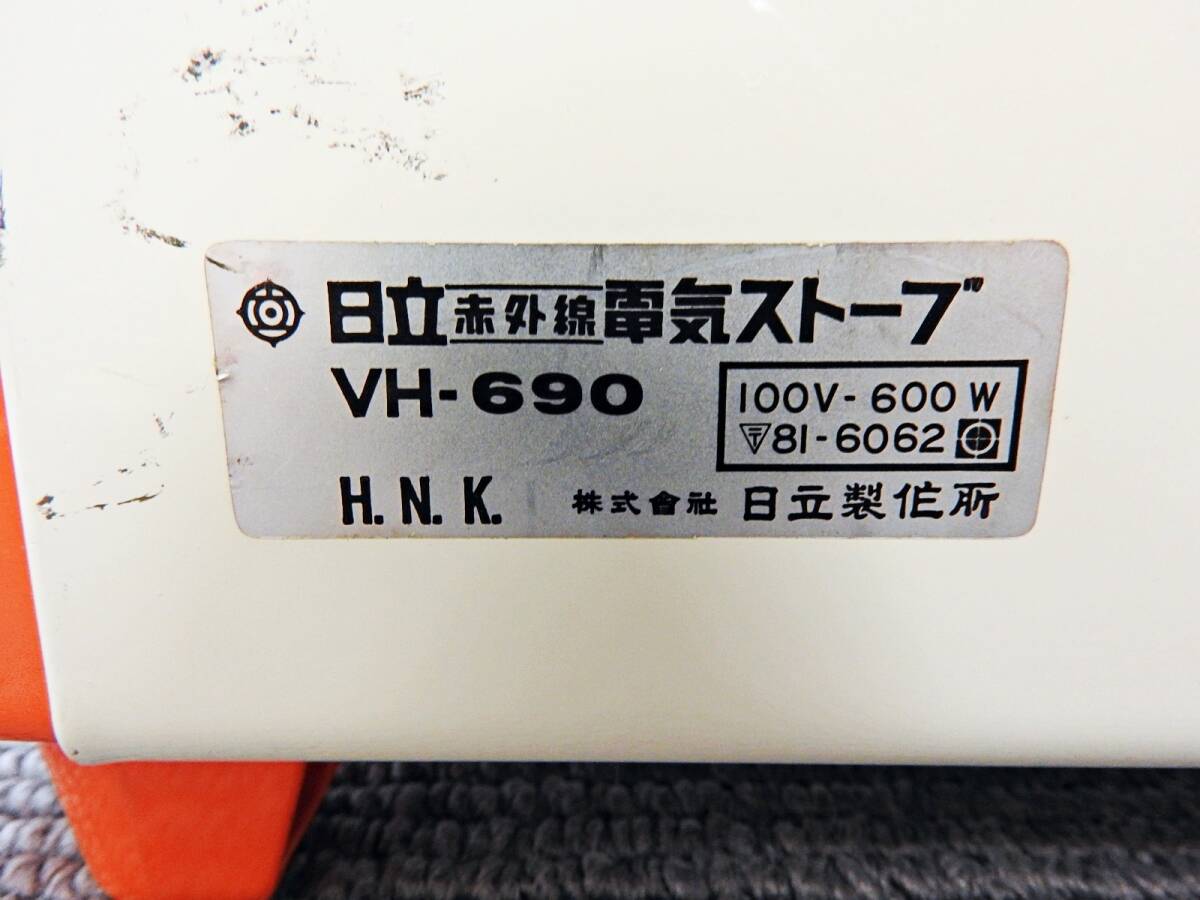 日立赤外線電気ストーブ
VH-690
100V-600W
〒81-6062
H.N.K. 株式會社 日立製作所